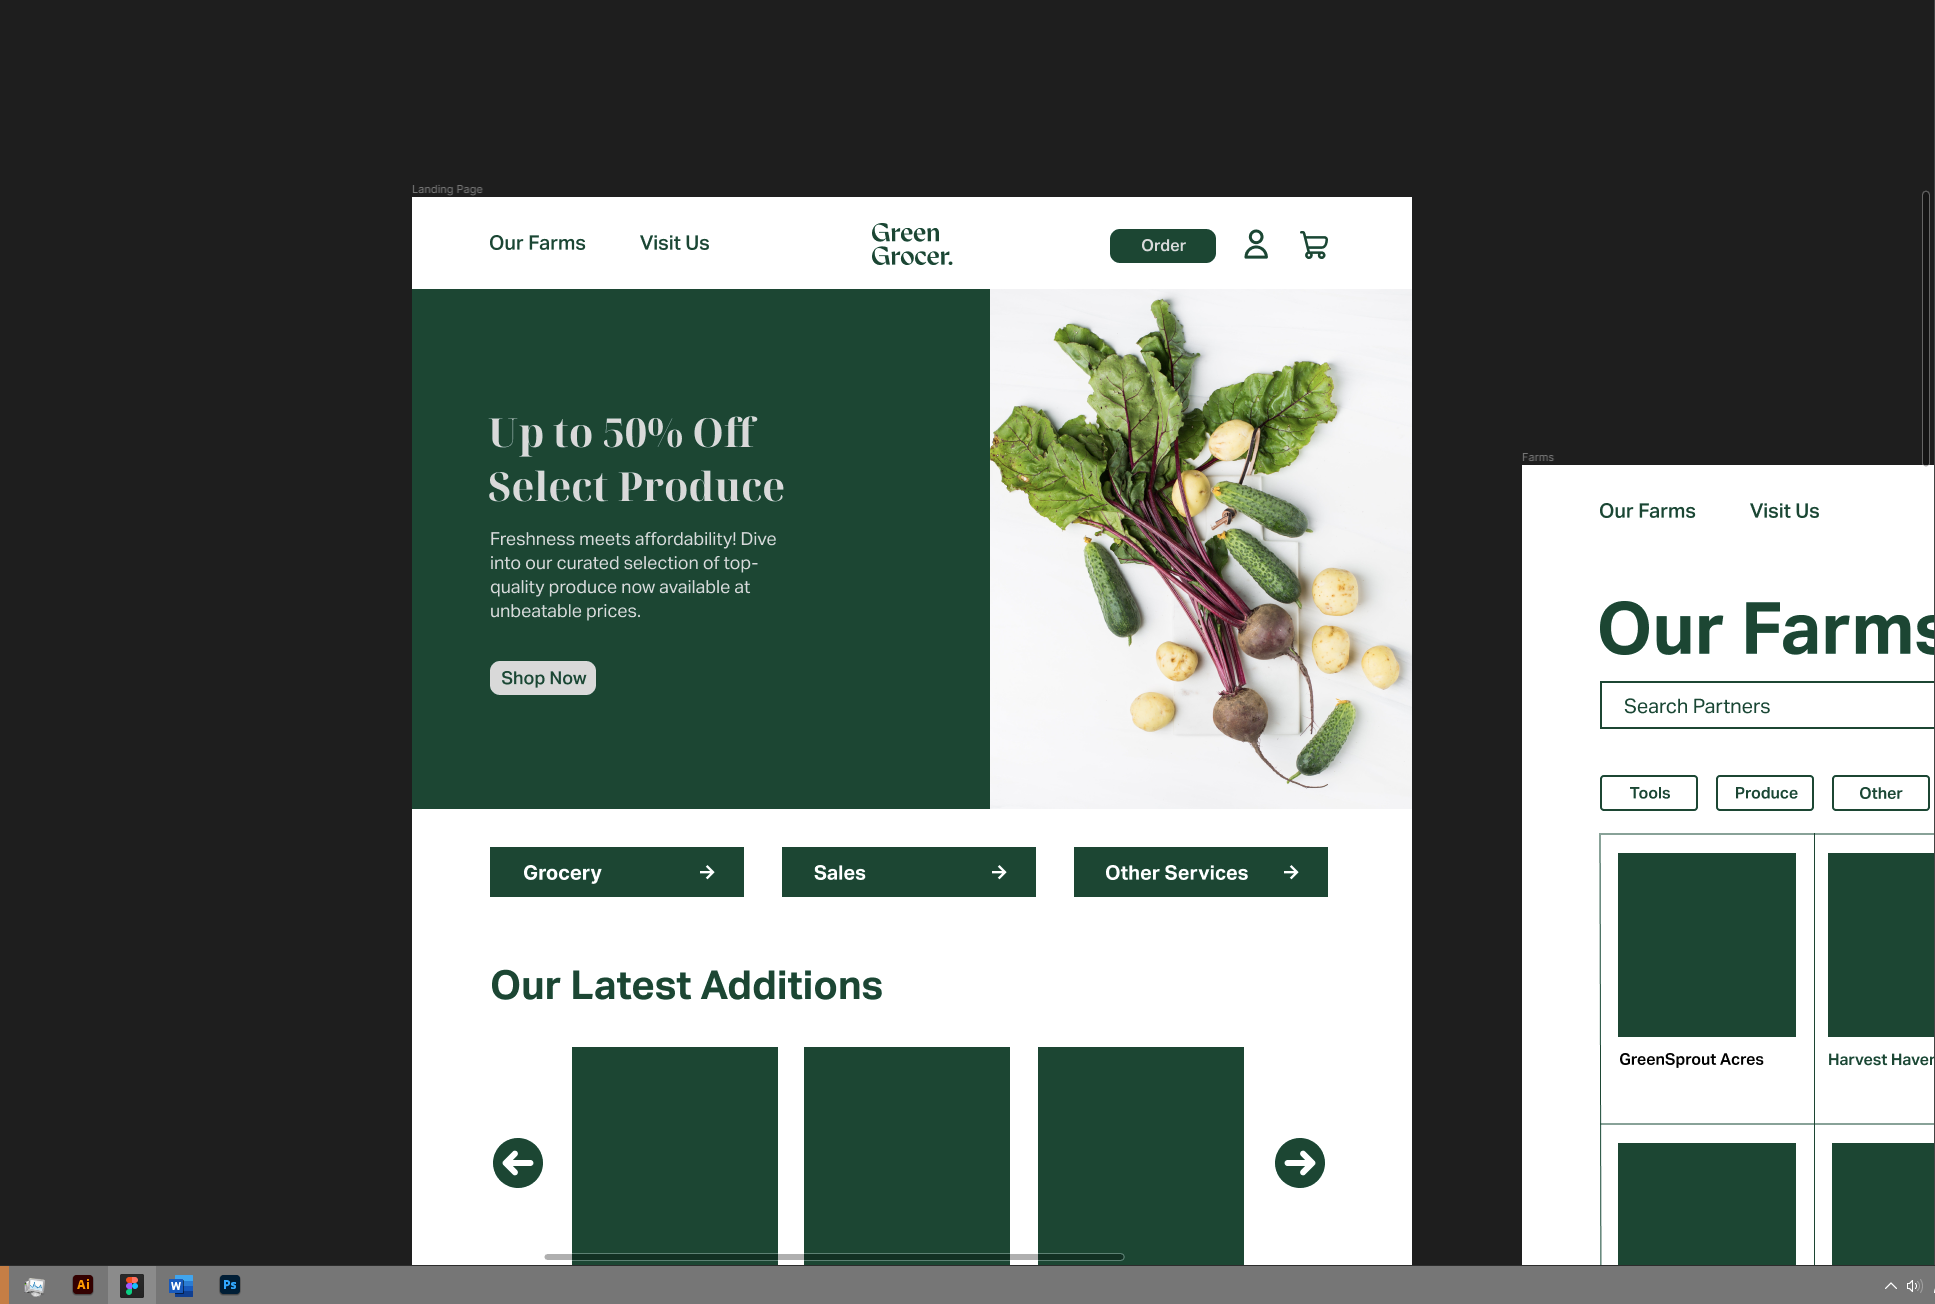 Landing Page
Our Farms
Visit Us
Green
Grocer.
Order
Up to 50% Off
Select Produce
Freshness meets affordability! Dive
into our curated selection of top-
quality produce now available at
unbeatable prices.
Shop Now
Grocery
Sales
Other Services
Our Latest Additions
Farms
Our Farms
Visit Us
Our Farms
Search Partners
Tools
Produce
Other
GreenSprout Acres
Harvest Haven
Ai
W
Ps